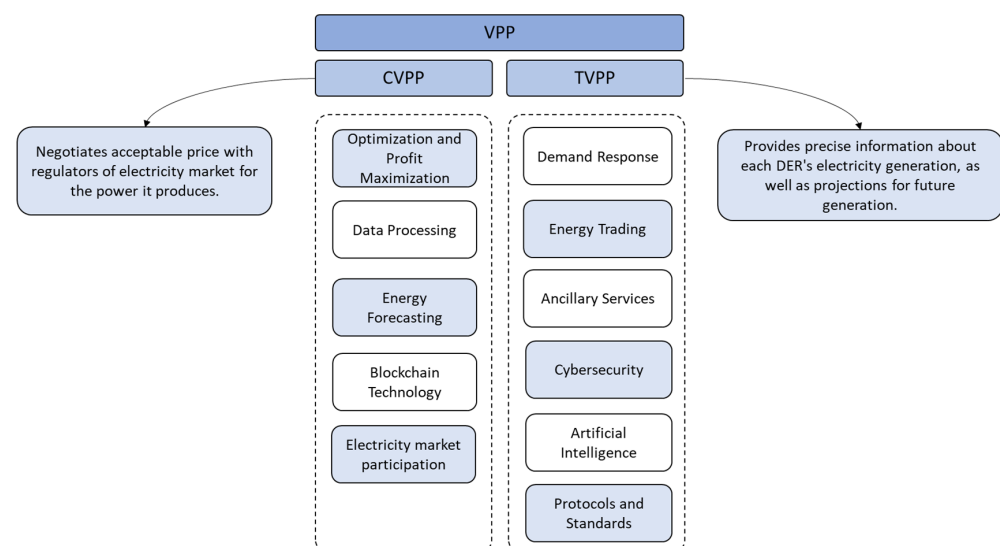 VPP
CVPP
TVPP
Negotiates acceptable price with
regulators of electricity market for
the power it produces.
Optimization and
Profit
Maximization
Data Processing
Energy
Forecasting
Blockchain
Technology
Electricity market
participation
Demand Response
Energy Trading
Ancillary Services
Cybersecurity
Artificial
Intelligence
Protocols and
Standards
Provides precise information about
each DER's electricity generation, as
well as projections for future
generation.